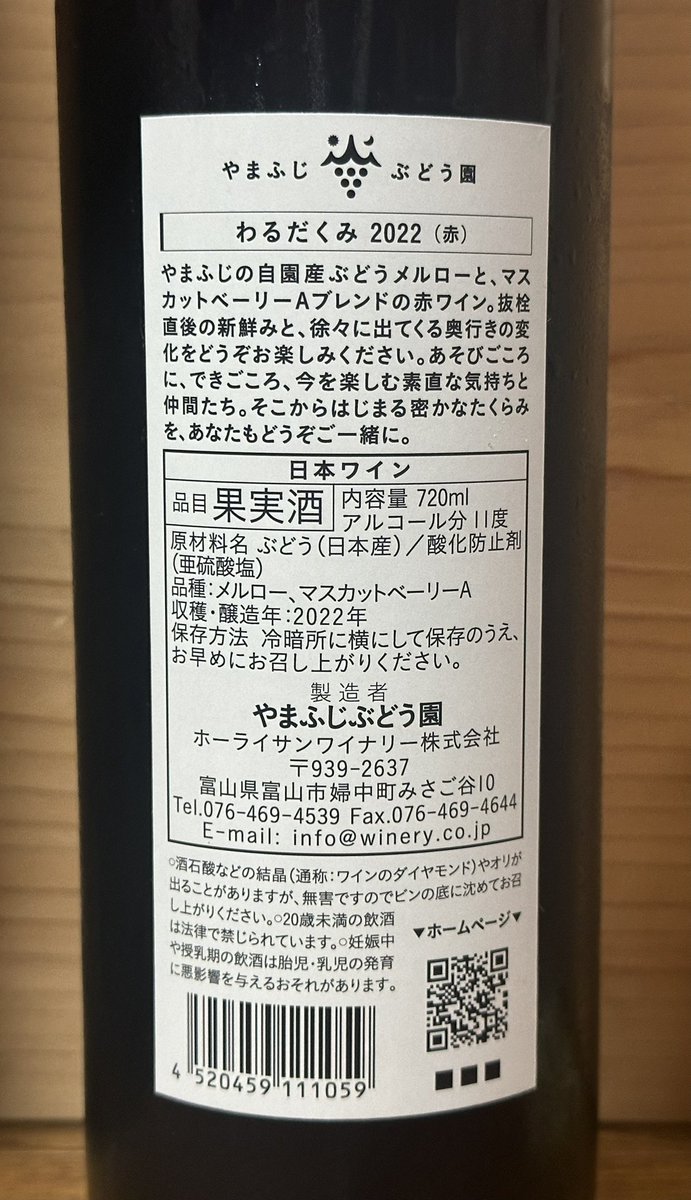 やまふじ ぶどう園
わるだくみ 2022（赤）
やまふじの自園産ぶどうメルローと、マス
カットベーリーAブレンドの赤ワイン。抜栓
直後の新鮮みと、徐々に出てくる奥行きの変
化をどうぞお楽しみください。あそびごころ
に、できごころ、今を楽しむ素直な気持ちと
仲間たち。そこからはじまる密かなたくらみ
を、あなたもどうぞご一緒に。
日本ワイン
品目 果実酒
内容量 720ml
アルコール分 11度
原材料名 ぶどう（日本産）／酸化防止剤
（亜硫酸塩）
品種：メルロー、マスカットベーリーA
収穫・醸造年：2022年
保存方法 冷暗所に横にして保存のうえ、
お早めにお召し上がりください。
製造者
やまふじぶどう園
ホーライサンワイナリー株式会社
〒939-2637
富山県富山市婦中町みさご谷10
Tel.076-469-4539 Fax.076-469-4644
E-mail: info@winery.co.jp
○酒石酸などの結晶（通称：ワインのダイヤモンド）やオリが
出ることがありますが、無害ですのでビンの底に沈めてお召
し上がりください。○20歳未満の飲酒
は法律で禁じられています。○妊娠中
や授乳期の飲酒は胎児・乳児の発育
に悪影響を与えるおそれがあります。
▼ホームページ▼
4 520459 111059